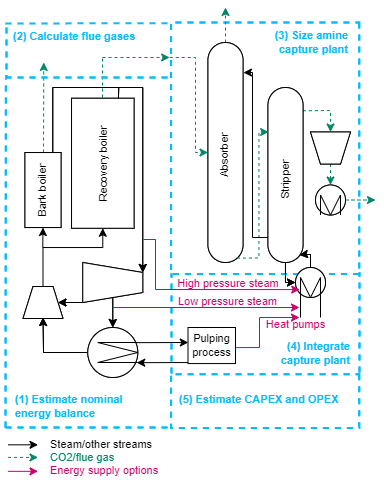 (2) Calculate flue gases
(3) Size amine
capture plant
Bark boiler
Recovery boiler
Absorber
Stripper
High pressure steam
Low pressure steam
Heat pumps
Pulping
process
(4) Integrate
capture plant
(1) Estimate nominal
energy balance
(5) Estimate CAPEX and OPEX
Steam/other streams
CO2/flue gas
Energy supply options